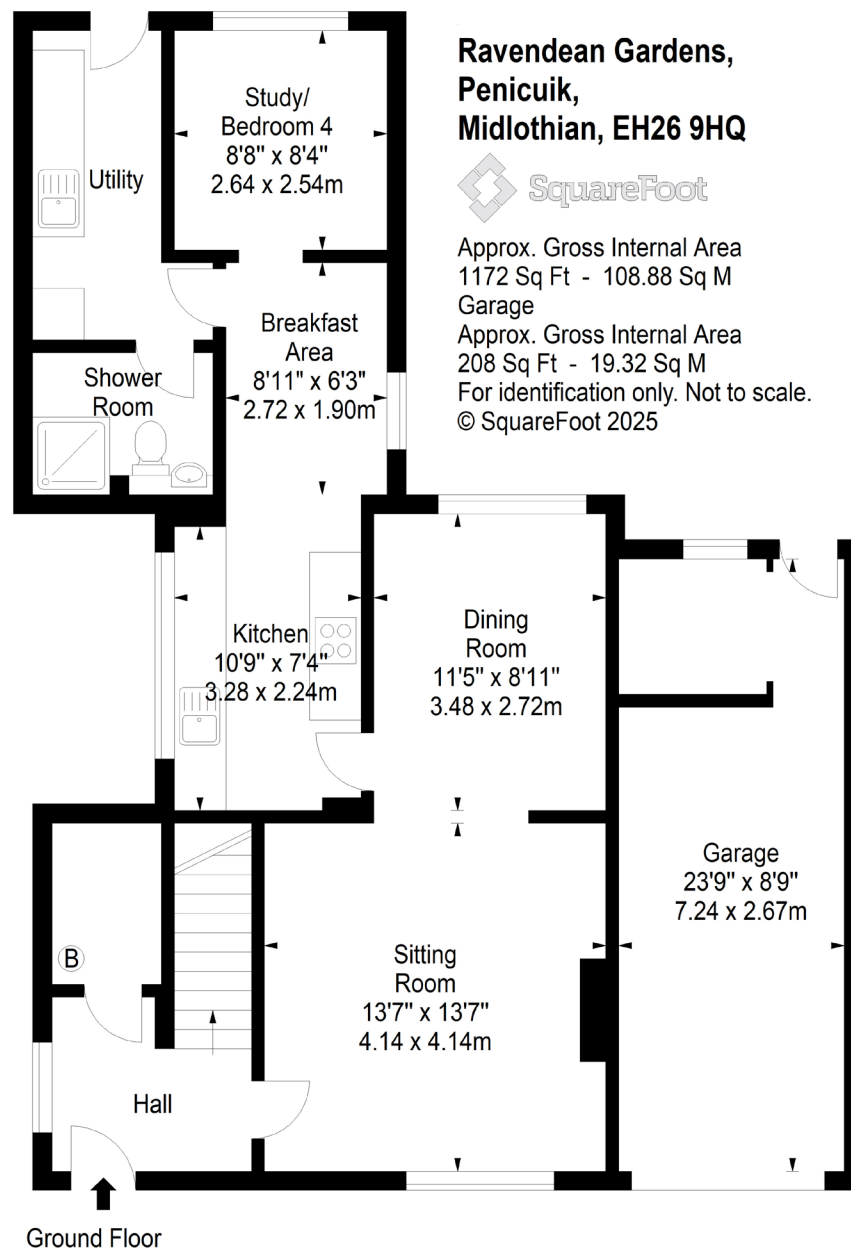 Ravendean Gardens,
Penicuik,
Midlothian, EH26 9HQ
SquareFoot
Approx. Gross Internal Area
1172 Sq Ft - 108.88 Sq M
Garage
Approx. Gross Internal Area
208 Sq Ft - 19.32 Sq M
For identification only. Not to scale.
© SquareFoot 2025
Study/
Bedroom 4
8'8" x 8'4"
2.64 x 2.54m
Utility
Breakfast
Area
8'11" x 6'3"
2.72 x 1.90m
Shower
Room
Kitchen
10'9" x 7'4"
3.28 x 2.24m
Dining
Room
11'5" x 8'11"
3.48 x 2.72m
Garage
23'9" x 8'9"
7.24 x 2.67m
B
Sitting
Room
13'7" x 13'7"
4.14 x 4.14m
Hall
Ground Floor